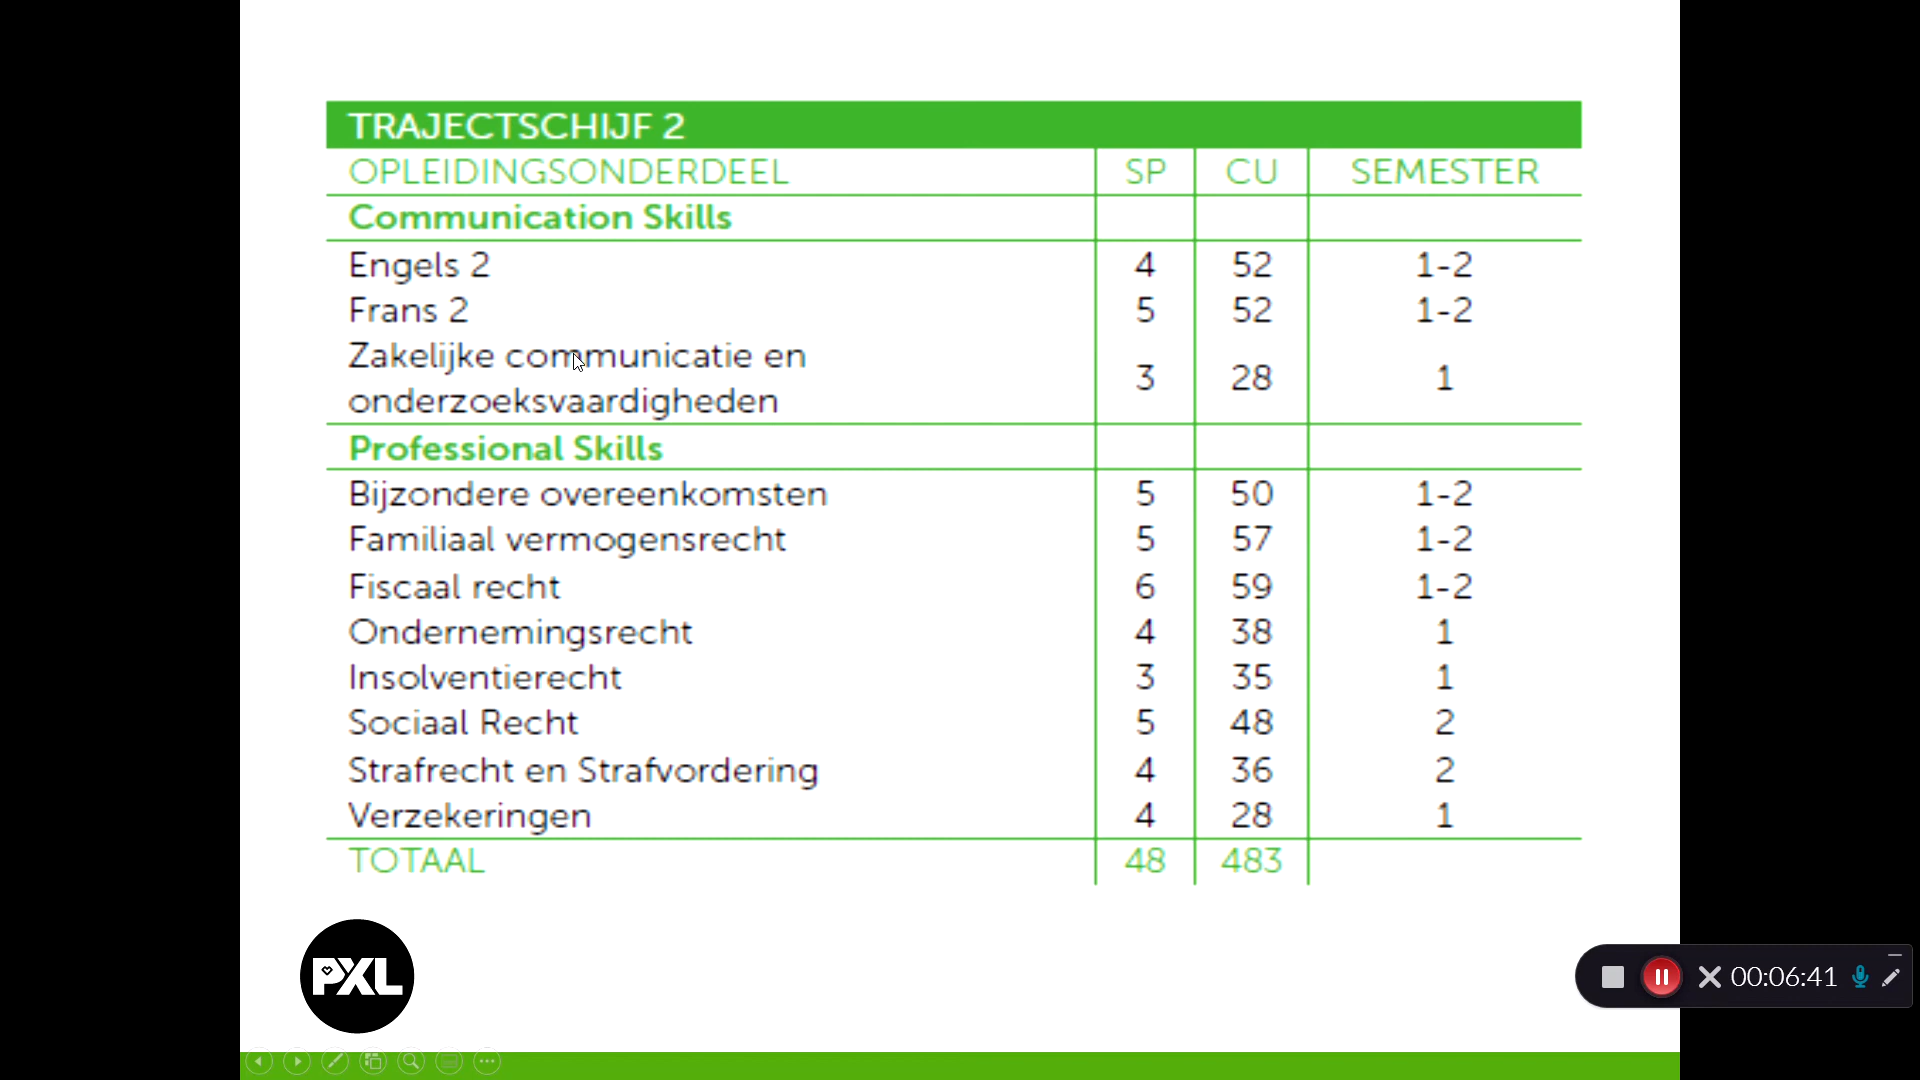 TRAJECTSCHIJF 2
OPLEIDINGSONDERDEEL SP CU SEMESTER
Communication Skills
Engels 2 4 52 1-2
Frans 2 5 52 1-2
Zakelijke communicatie en
onderzoeksvaardigheden 3 28 1
Professional Skills
Bijzondere overeenkomsten 5 50 1-2
Familiaal vermogensrecht 5 57 1-2
Fiscaal recht 6 59 1-2
Ondernemingsrecht 4 38 1
Insolventierecht 3 35 1
Sociaal Recht 5 48 2
Strafrecht en Strafvordering 4 36 2
Verzekeringen 4 28 1
TOTAAL 48 483
PXL
00:06:41